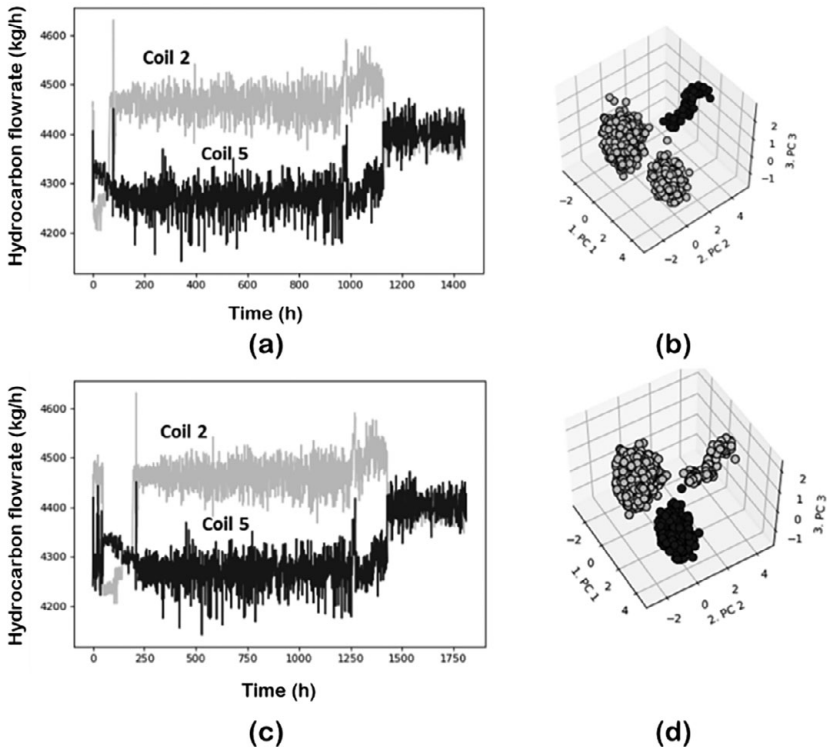 Hydrocarbon flowrate (kg/h)
4600
4500
4400
4300
4200
Coil 2
Coil 5
0 200 400 600 800 1000 1200 1400
Time (h)
(a)
2
1
0
−1
3. PC 3
−2
0
2
4
1. PC 1
−2
0
2
4
2. PC 2
(b)
Hydrocarbon flowrate (kg/h)
4600
4500
4400
4300
4200
Coil 2
Coil 5
0 250 500 750 1000 1250 1500 1750
Time (h)
(c)
2
1
0
−1
3. PC 3
−2
0
2
4
1. PC 1
−2
0
2
4
2. PC 2
(d)